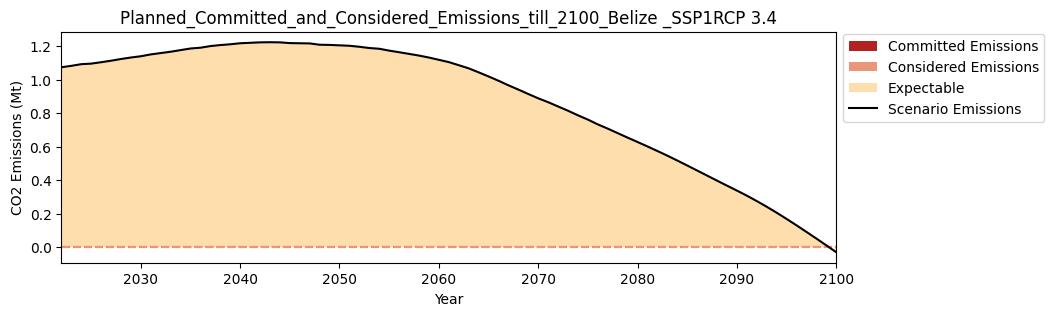 Planned_Committed_and_Considered_Emissions_till_2100_Belize _SSP1RCP 3.4
Committed Emissions
Considered Emissions
Expectable
Scenario Emissions
CO2 Emissions (Mt)
1.2
1.0
0.8
0.6
0.4
0.2
0.0
2030 2040 2050 2060 2070 2080 2090 2100
Year